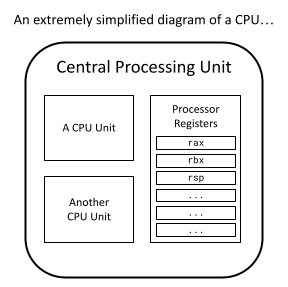 An extremely simplified diagram of a CPU…
Central Processing Unit
A CPU Unit
Another
CPU Unit
Processor
Registers
rax
rbx
rsp
...
...
...